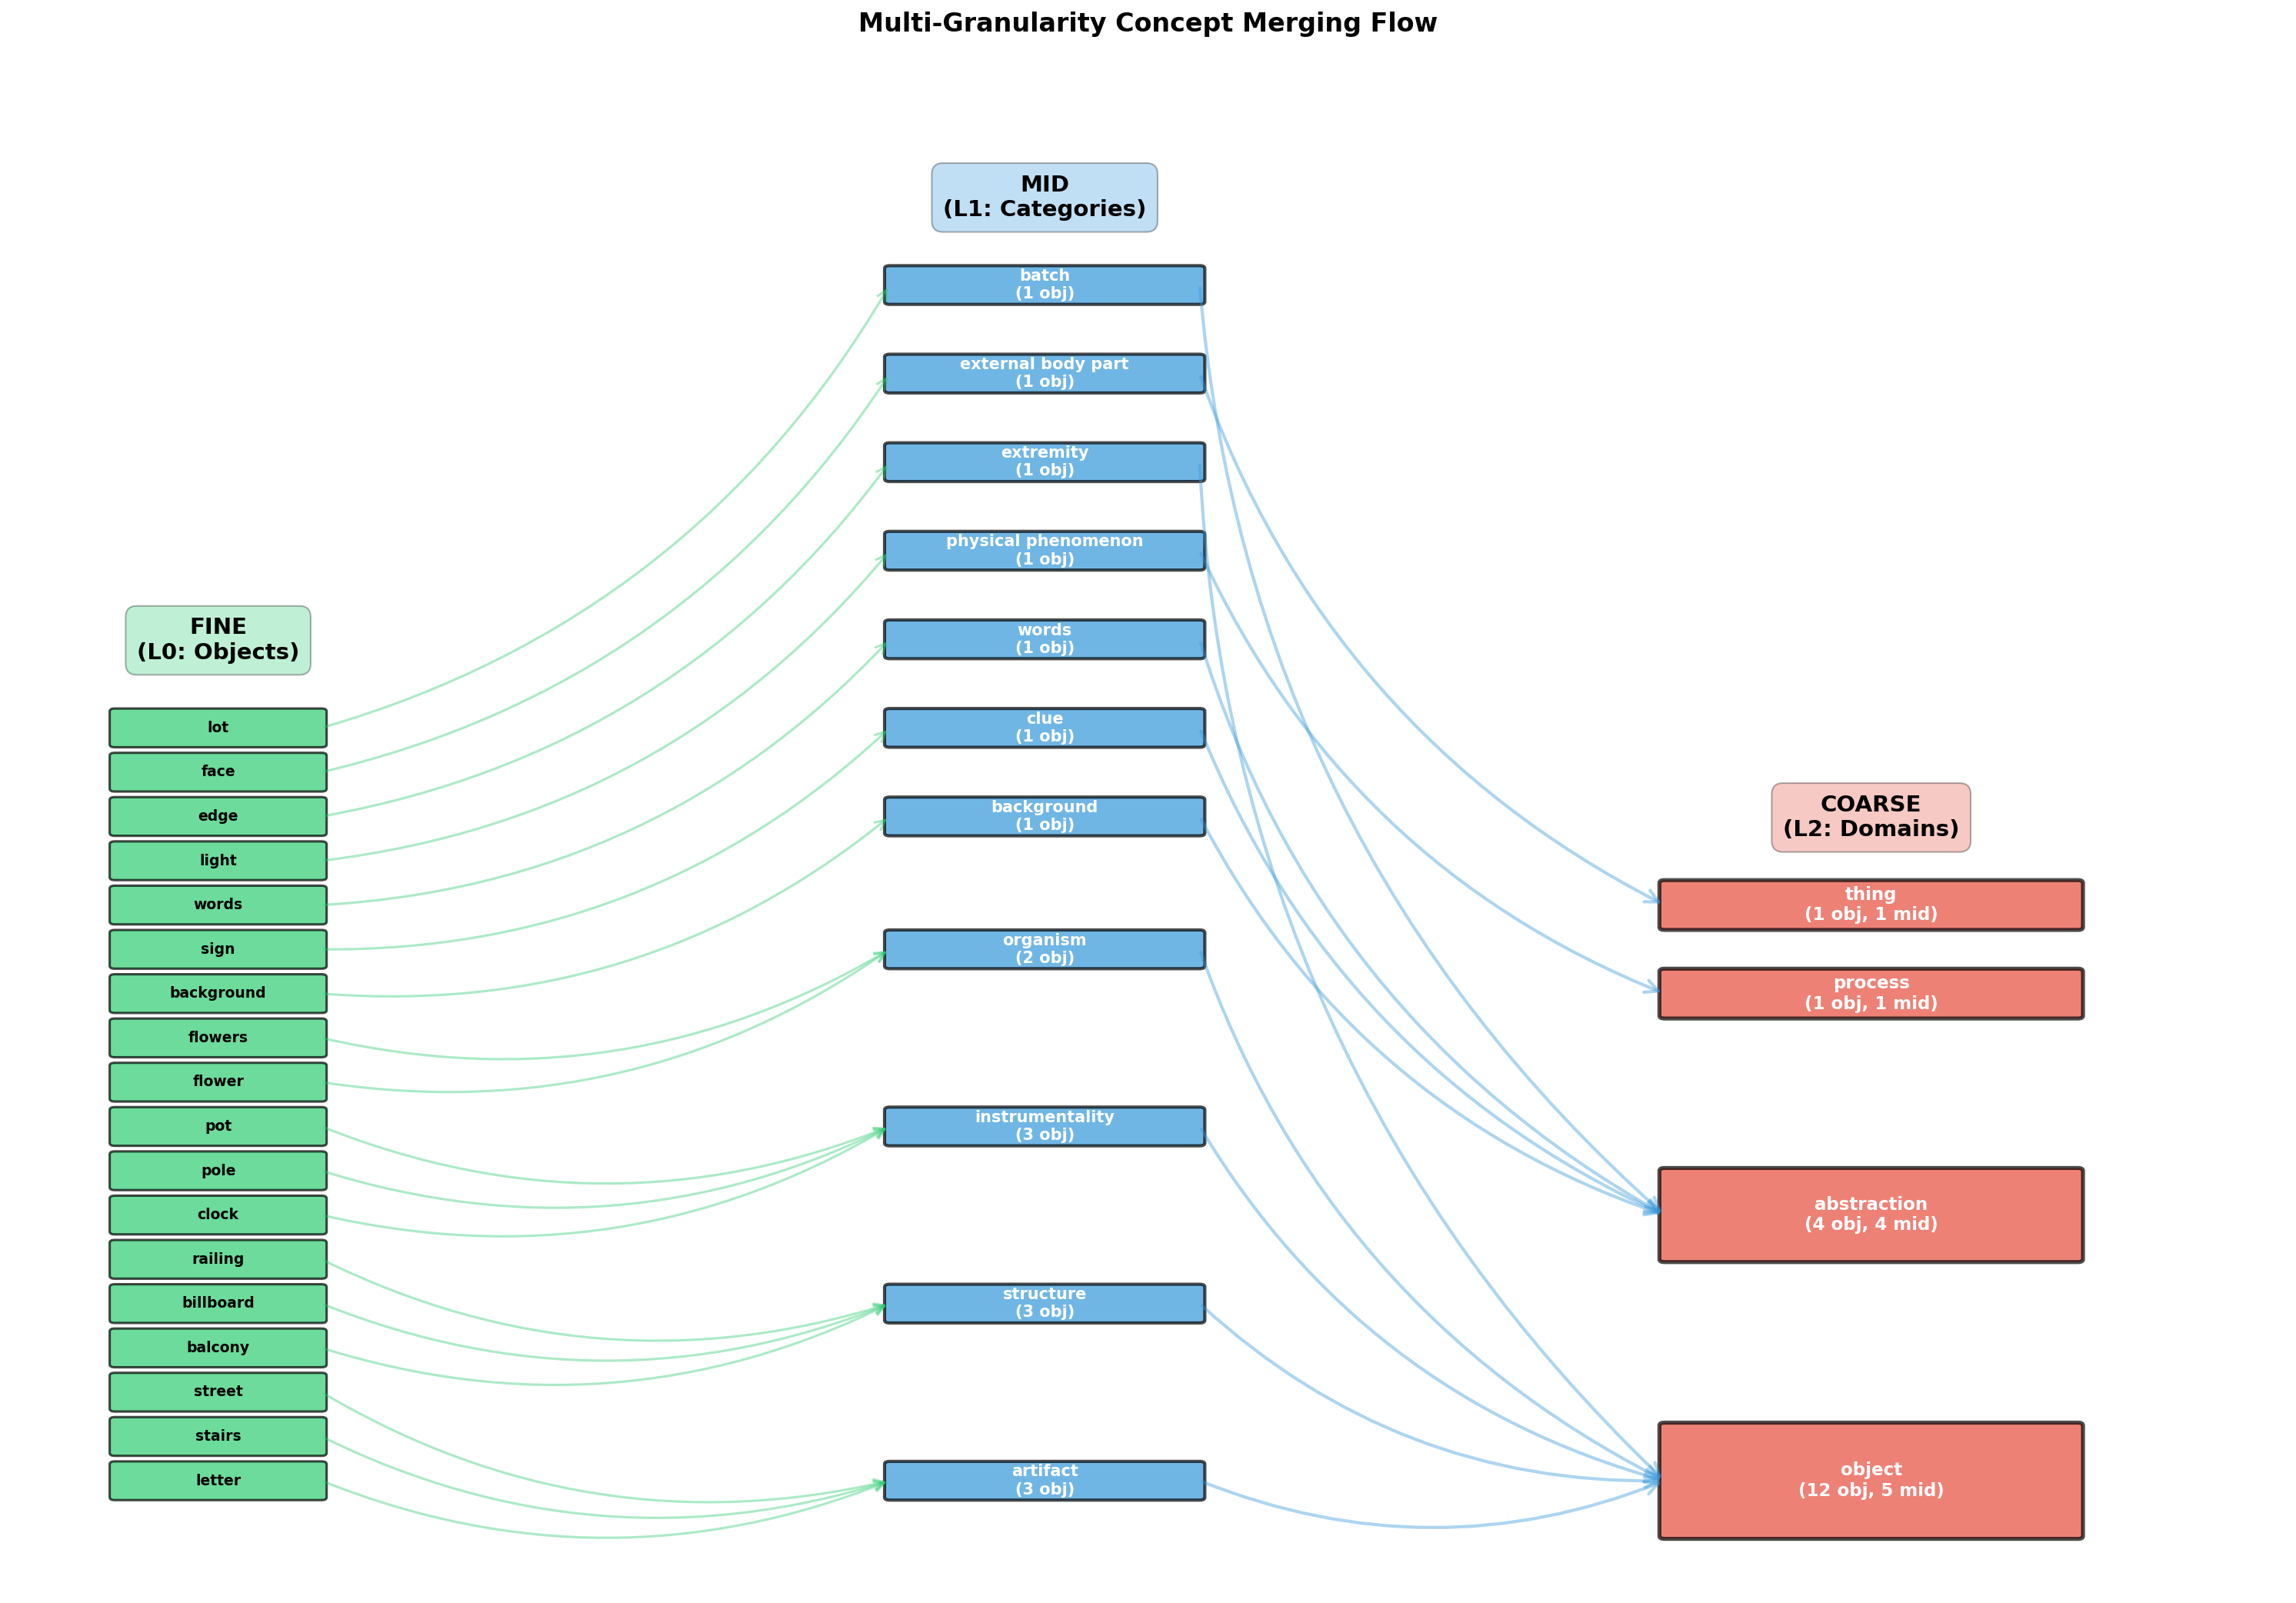 Multi-Granularity Concept Merging Flow
FINE
(L0: Objects)
lot
face
edge
light
words
sign
background
flowers
flower
pot
pole
clock
railing
billboard
balcony
street
stairs
letter
MID
(L1: Categories)
batch
(1 obj)
external body part
(1 obj)
extremity
(1 obj)
physical phenomenon
(1 obj)
words
(1 obj)
clue
(1 obj)
background
(1 obj)
organism
(2 obj)
instrumentality
(3 obj)
structure
(3 obj)
artifact
(3 obj)
COARSE
(L2: Domains)
thing
(1 obj, 1 mid)
process
(1 obj, 1 mid)
abstraction
(4 obj, 4 mid)
object
(12 obj, 5 mid)